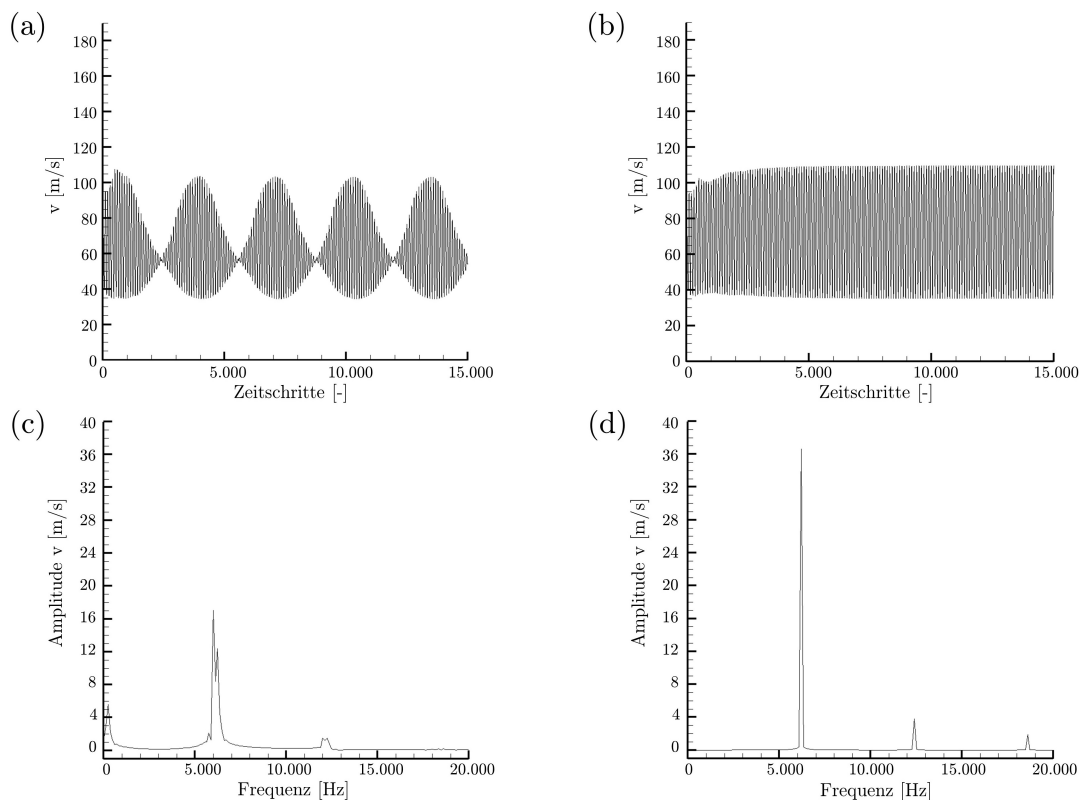 (a)
180
160
140
120
100
80
60
40
20
0
v [m/s]
0 5.000 10.000 15.000
Zeitschritte [-]
(b)
180
160
140
120
100
80
60
40
20
0
v [m/s]
0 5.000 10.000 15.000
Zeitschritte [-]
(c)
40
36
32
28
24
20
16
12
8
4
0
Amplitude v [m/s]
0 5.000 10.000 15.000 20.000
Frequenz [Hz]
(d)
40
36
32
28
24
20
16
12
8
4
0
Amplitude v [m/s]
0 5.000 10.000 15.000 20.000
Frequenz [Hz]